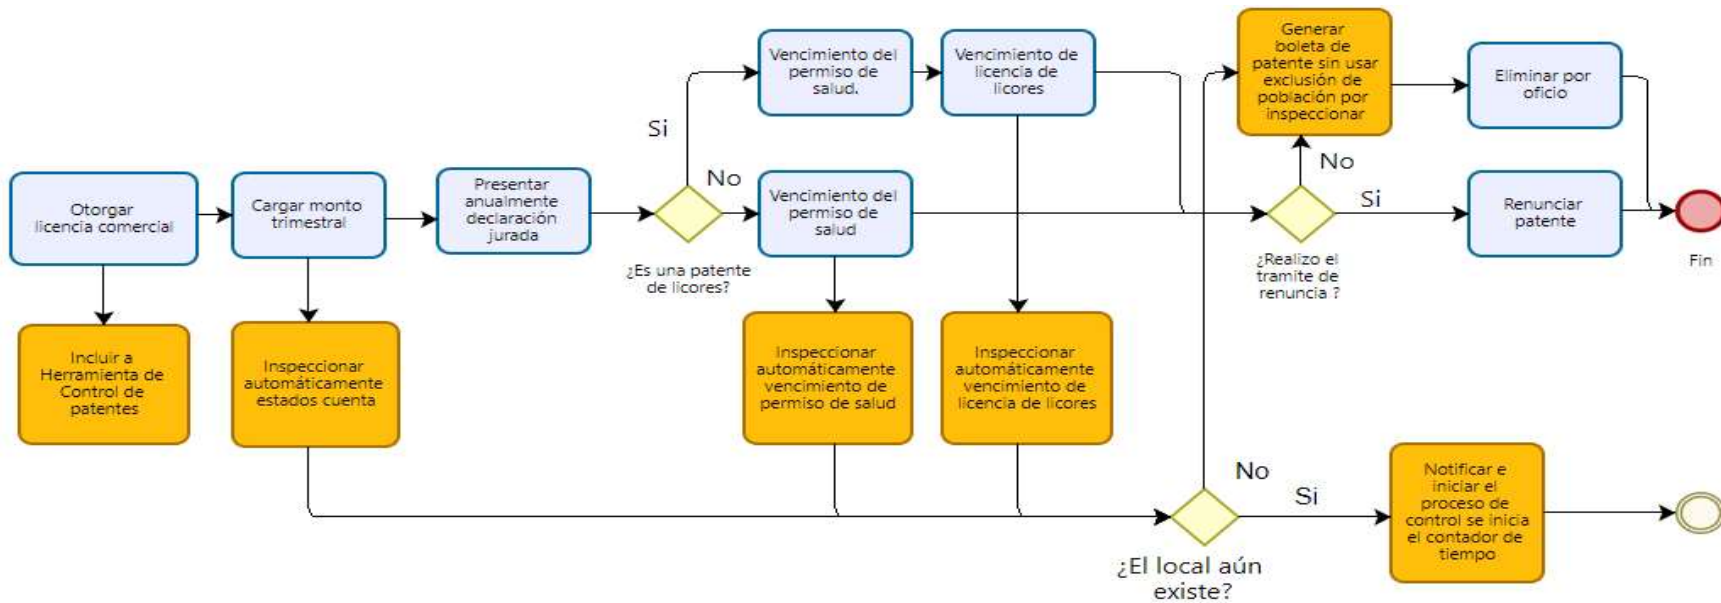 Otorgar
licencia comercial
Cargar monto
trimestral
Presentar
anualmente
declaración
jurada
¿Es una patente
de licores?
Si
No
Vencimiento del
permiso de
salud.
Vencimiento de
licencia de
licores
Vencimiento del
permiso de
salud
Generar
boleta de
patente sin usar
exclusión de
población por
inspeccionar
Eliminar por
oficio
No
Si
¿Realizo el
tramite de
renuncia ?
Renunciar
patente
Fin
Incluir a
Herramienta de
Control de
patentes
Inspeccionar
automáticamente
estados cuenta
Inspeccionar
automáticamente
vencimiento de
permiso de salud
Inspeccionar
automáticamente
vencimiento de
licencia de licores
No
Si
¿El local aún
existe?
Notificar e
iniciar el
proceso de
control se inicia
el contador de
tiempo